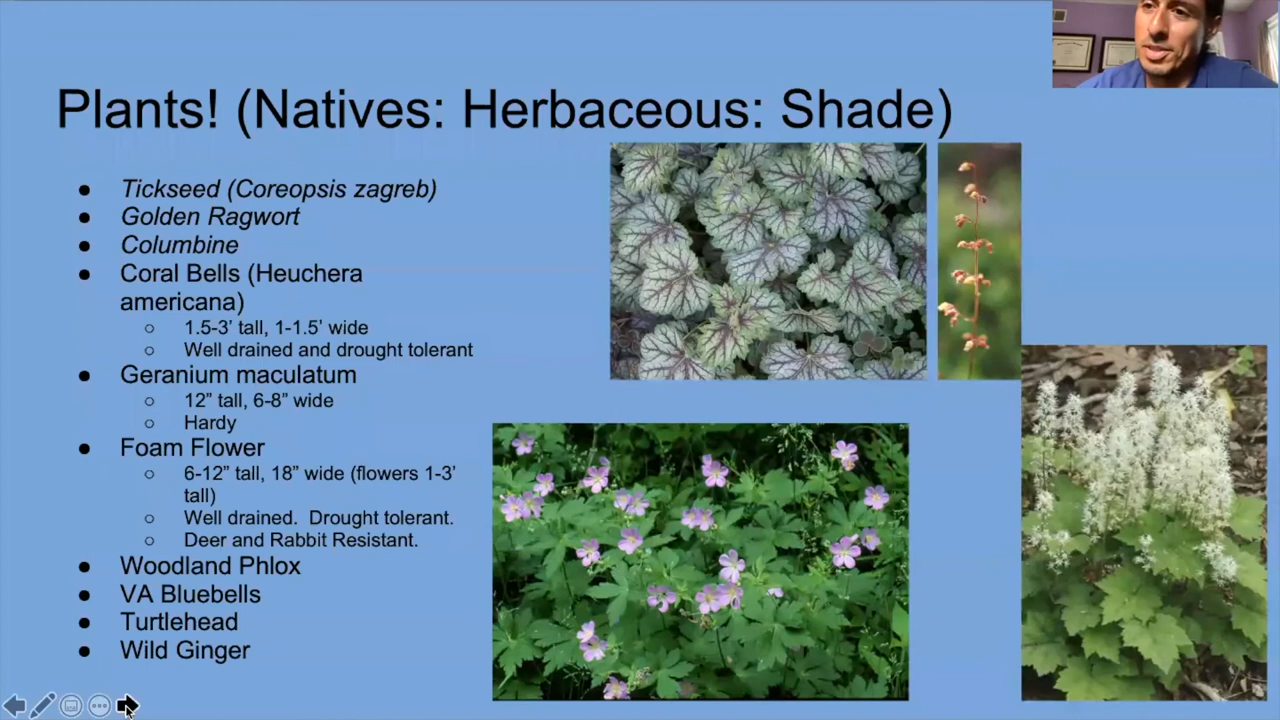 Plants! (Natives: Herbaceous: Shade)
● Tickseed (Coreopsis zagreb)
● Golden Ragwort
● Columbine
● Coral Bells (Heuchera
americana)
○ 1.5-3’ tall, 1-1.5’ wide
○ Well drained and drought tolerant
● Geranium maculatum
○ 12” tall, 6-8” wide
○ Hardy
● Foam Flower
○ 6-12” tall, 18” wide (flowers 1-3’
tall)
○ Well drained.  Drought tolerant.
○ Deer and Rabbit Resistant.
● Woodland Phlox
● VA Bluebells
● Turtlehead
● Wild Ginger